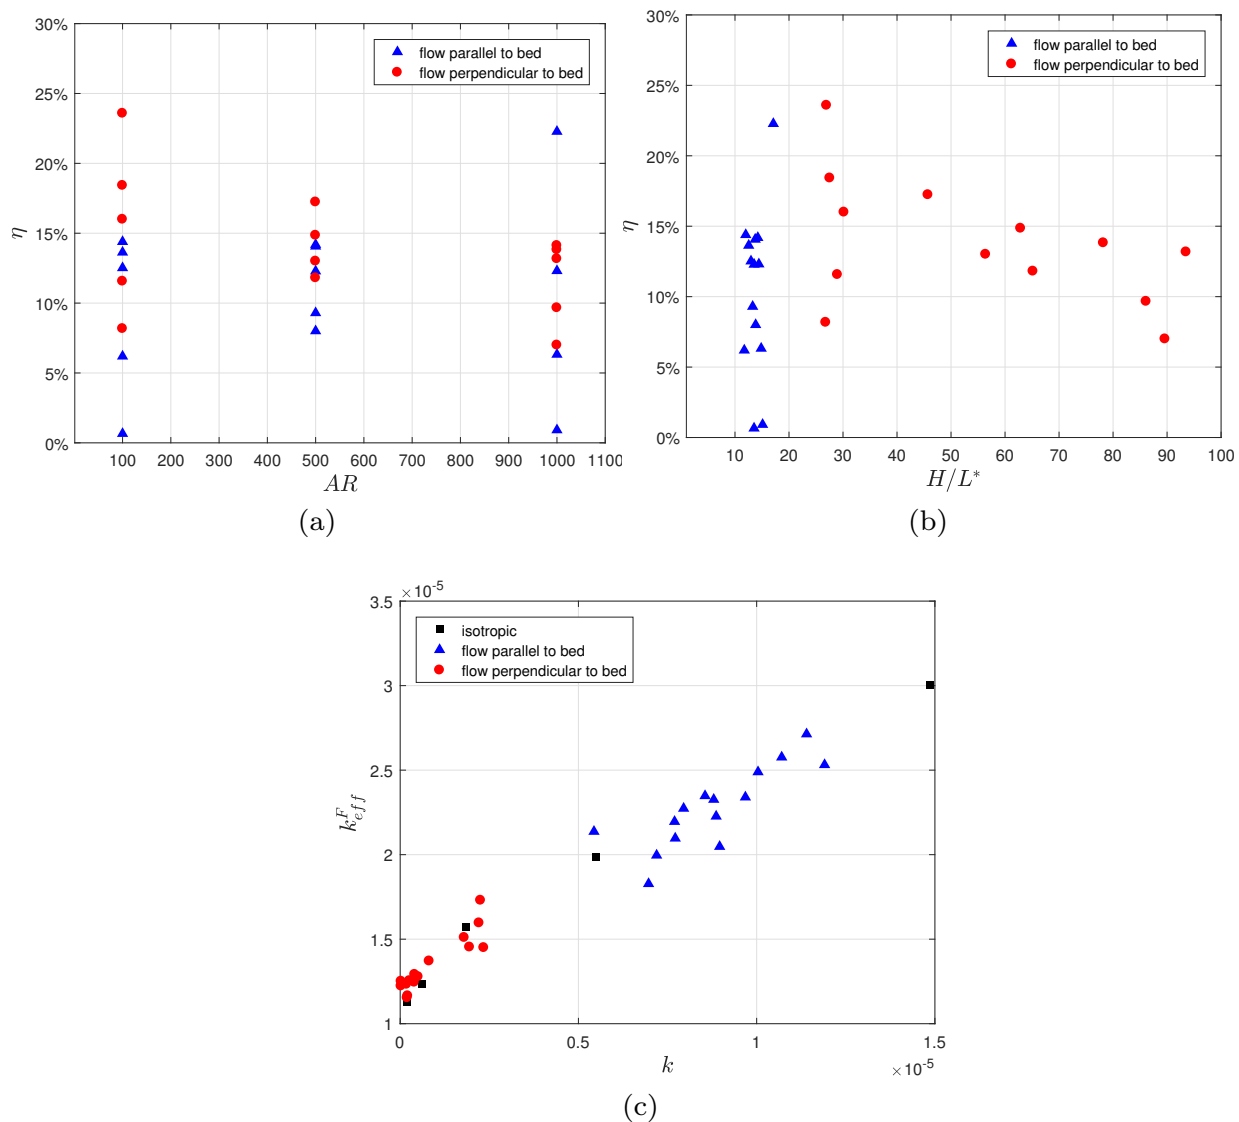 30%
25%
20%
15%
10%
5%
0%
η
flow parallel to bed
flow perpendicular to bed
100 200 300 400 500 600 700 800 900 1000 1100
AR
(a)
30%
25%
20%
15%
10%
5%
0%
η
flow parallel to bed
flow perpendicular to bed
10 20 30 40 50 60 70 80 90 100
H/L*
(b)
×10^-5
3.5
3
2.5
2
1.5
1
k_{eff}^F
isotropic
flow parallel to bed
flow perpendicular to bed
0 0.5 1 1.5
k
×10^-5
(c)